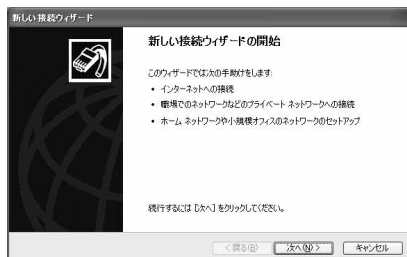 新しい接続ウィザード
新しい接続ウィザードの開始
このウィザードでは次の手助けをします:
• インターネットへの接続
• 職場でのネットワークなどのプライベート ネットワークへの接続
• ホーム ネットワークや小規模オフィスのネットワークのセットアップ
続行するには [次へ] をクリックしてください。
< 戻る(B)
次へ(N) >
キャンセル